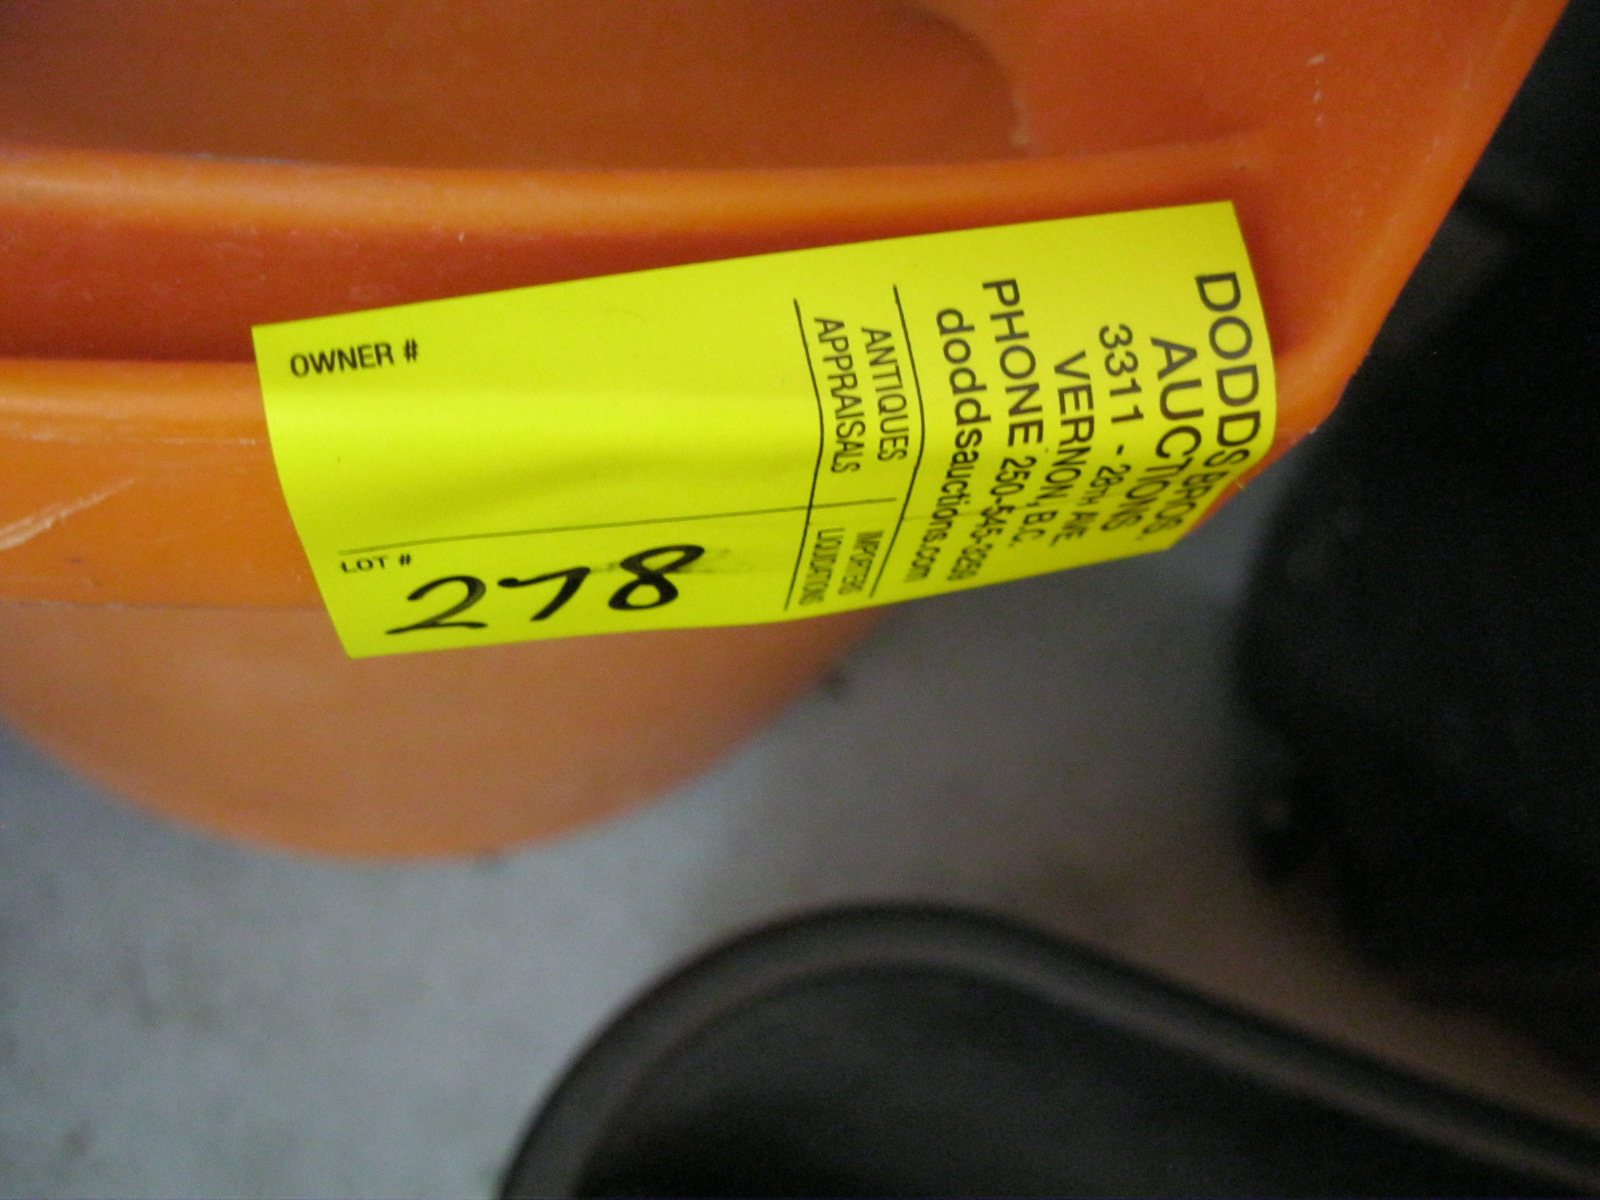 DODDS BROS.
AUCTIONS
3311 - 28TH AVE
VERNON, B.C.
PHONE 250-545-3259
doddsauctions.com
ANTIQUES
APPRAISALS
IMPORTERS
LIQUIDATIONS
OWNER #
LOT #
278